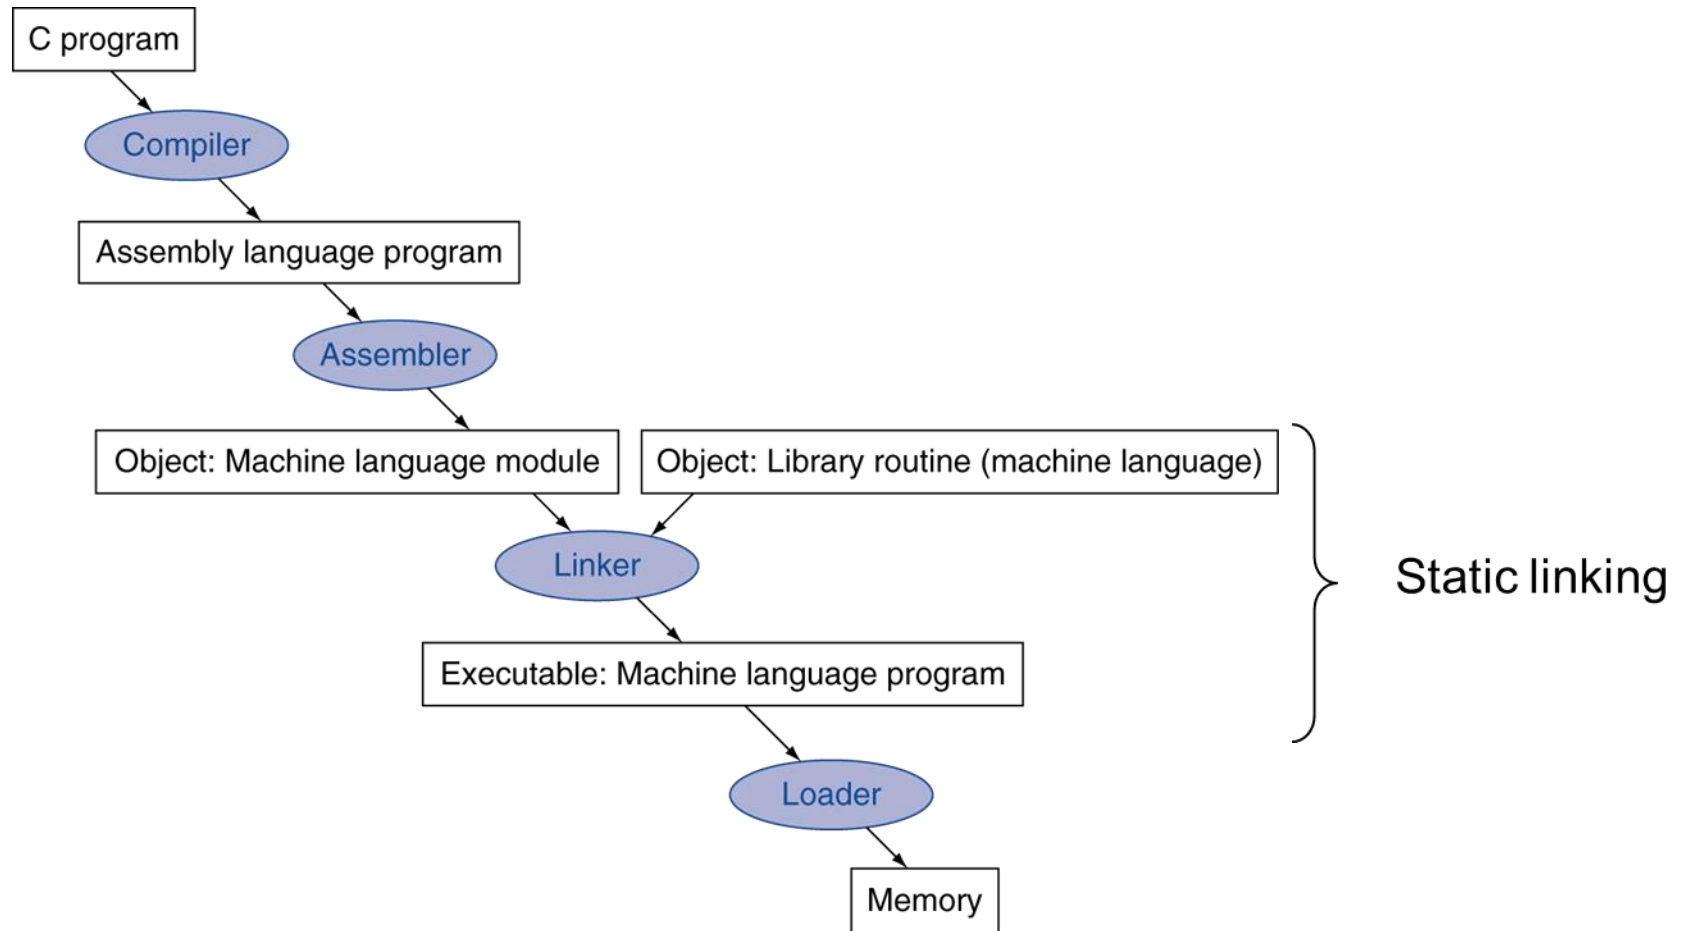 C program
Compiler
Assembly language program
Assembler
Object: Machine language module
Object: Library routine (machine language)
Linker
Static linking
Executable: Machine language program
Loader
Memory